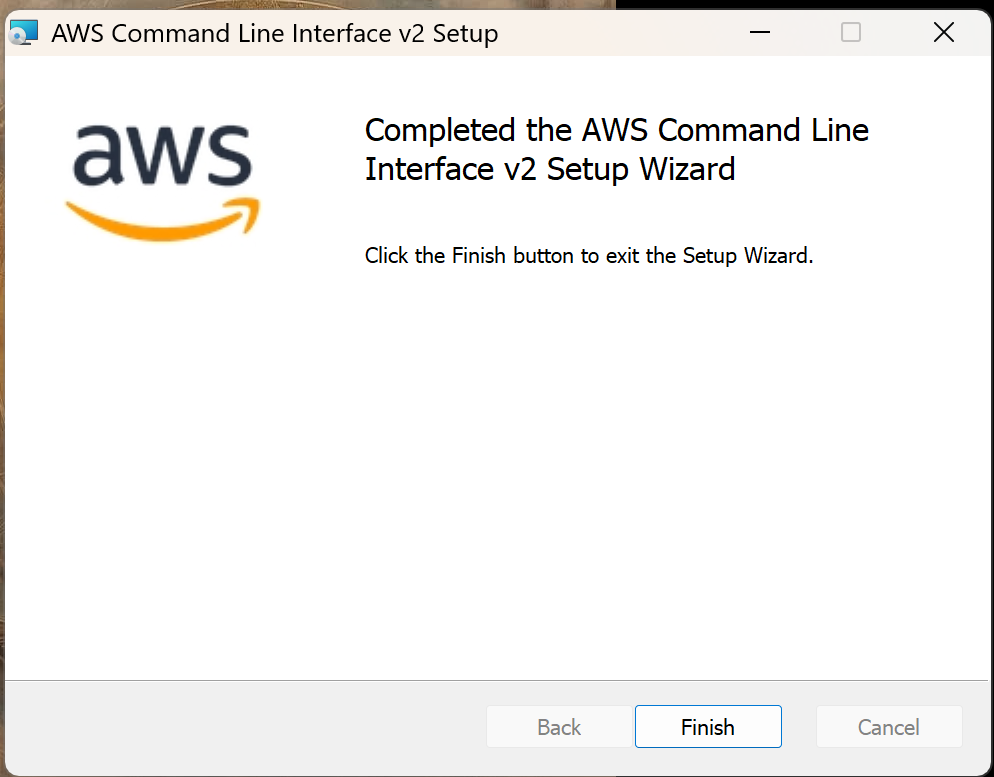 AWS Command Line Interface v2 Setup
aws
Completed the AWS Command Line
Interface v2 Setup Wizard
Click the Finish button to exit the Setup Wizard.
Back
Finish
Cancel